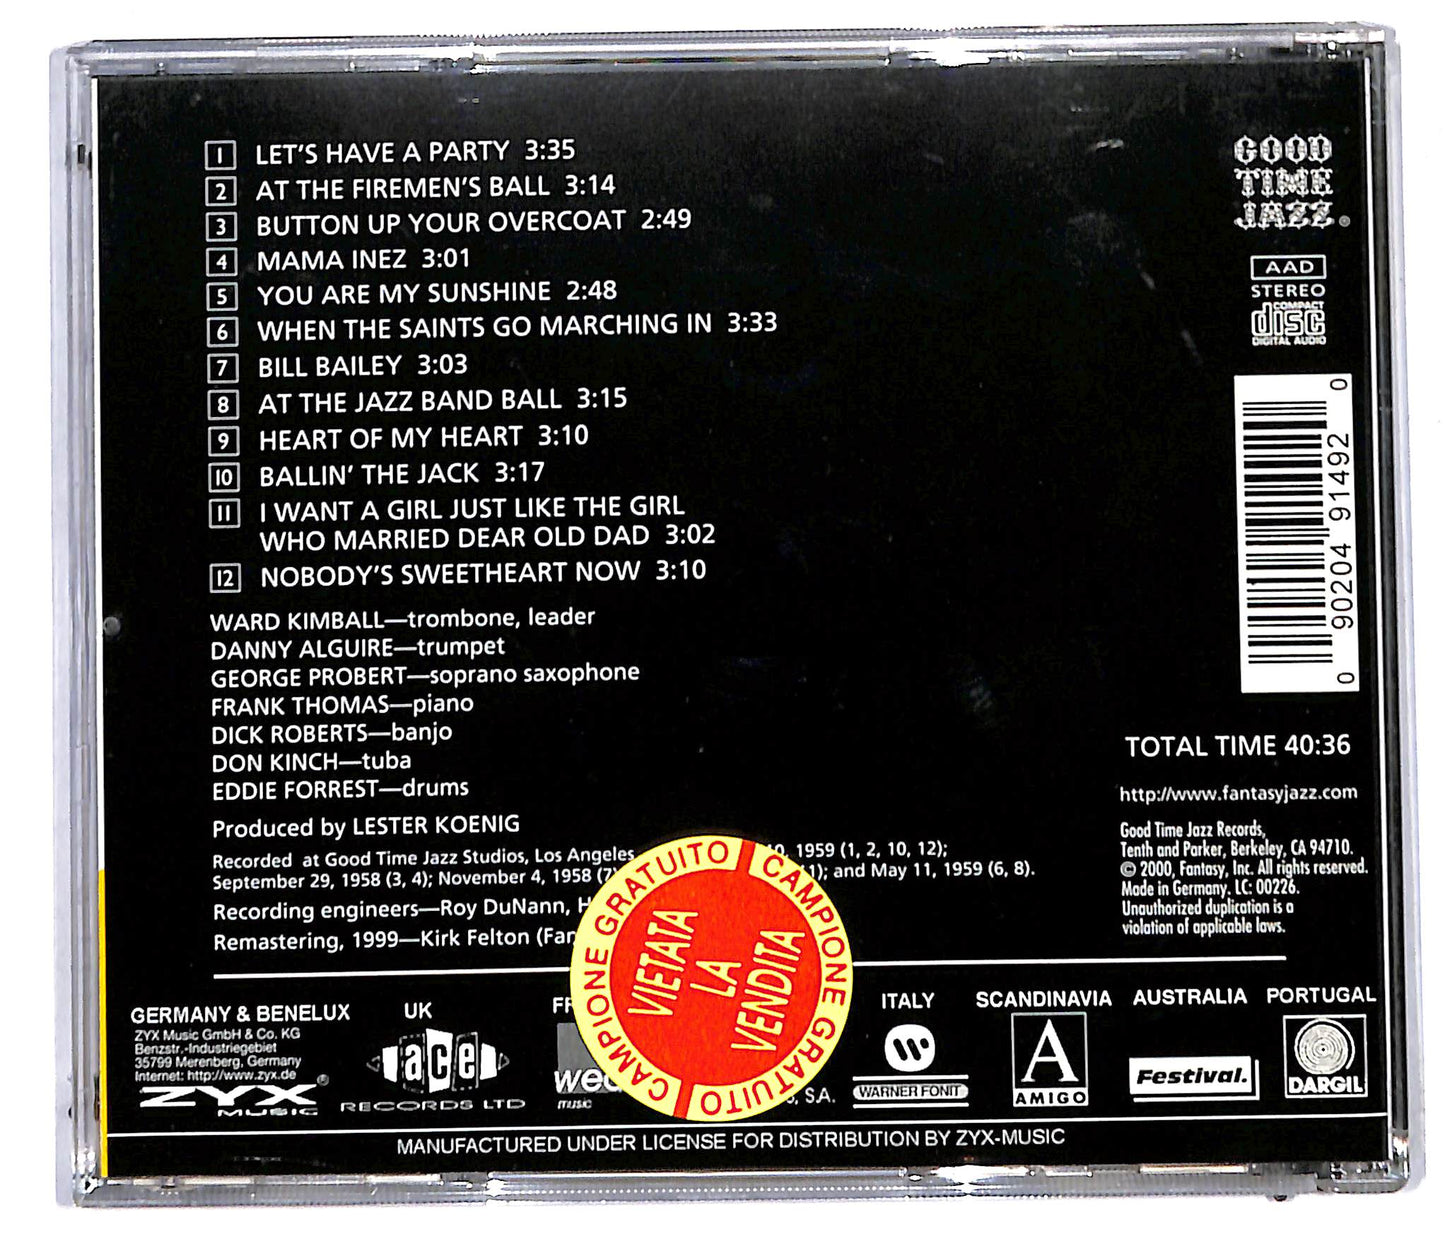 1 LET'S HAVE A PARTY 3:35
2 AT THE FIREMEN'S BALL 3:14
3 BUTTON UP YOUR OVERCOAT 2:49
4 MAMA INEZ 3:01
5 YOU ARE MY SUNSHINE 2:48
6 WHEN THE SAINTS GO MARCHING IN 3:33
7 BILL BAILEY 3:03
8 AT THE JAZZ BAND BALL 3:15
9 HEART OF MY HEART 3:10
10 BALLIN' THE JACK 3:17
11 I WANT A GIRL JUST LIKE THE GIRL
WHO MARRIED DEAR OLD DAD 3:02
12 NOBODY'S SWEETHEART NOW 3:10
WARD KIMBALL—trombone, leader
DANNY ALGUIRE—trumpet
GEORGE PROBERT—soprano saxophone
FRANK THOMAS—piano
DICK ROBERTS—banjo
DON KINCH—tuba
EDDIE FORREST—drums
Produced by LESTER KOENIG
Recorded at Good Time Jazz Studios, Los Angeles 1959 (1, 2, 10, 12);
September 29, 1958 (3, 4); November 4, 1958 (7) and May 11, 1959 (6, 8).
Recording engineers—Roy DuNann,
Remastering, 1999—Kirk Felton
GOOD
TIME
JAZZ®
AAD
STEREO
COMPACT
disc
DIGITAL AUDIO
0 90204 91492 0
TOTAL TIME 40:36
http://www.fantasyjazz.com
Good Time Jazz Records,
Tenth and Parker, Berkeley, CA 94710.
© 2000, Fantasy, Inc. All rights reserved.
Made in Germany. LC: 00226.
Unauthorized duplication is a
violation of applicable laws.
CAMPIONE GRATUITO
CAMPIONE GRATUITO
VIETATA
LA
VENDITA
GERMANY & BENELUX
ZYX Music GmbH & Co. KG
Benzstr.-Industriegebiet
35799 Merenberg, Germany
Internet: http://www.zyx.de
ZYX®
MUSIC
UK
ace
RECORDS LTD
music
S.A.
ITALY
WARNER FONIT
SCANDINAVIA
A
AMIGO
AUSTRALIA
Festival.
PORTUGAL
DARGIL
MANUFACTURED UNDER LICENSE FOR DISTRIBUTION BY ZYX-MUSIC